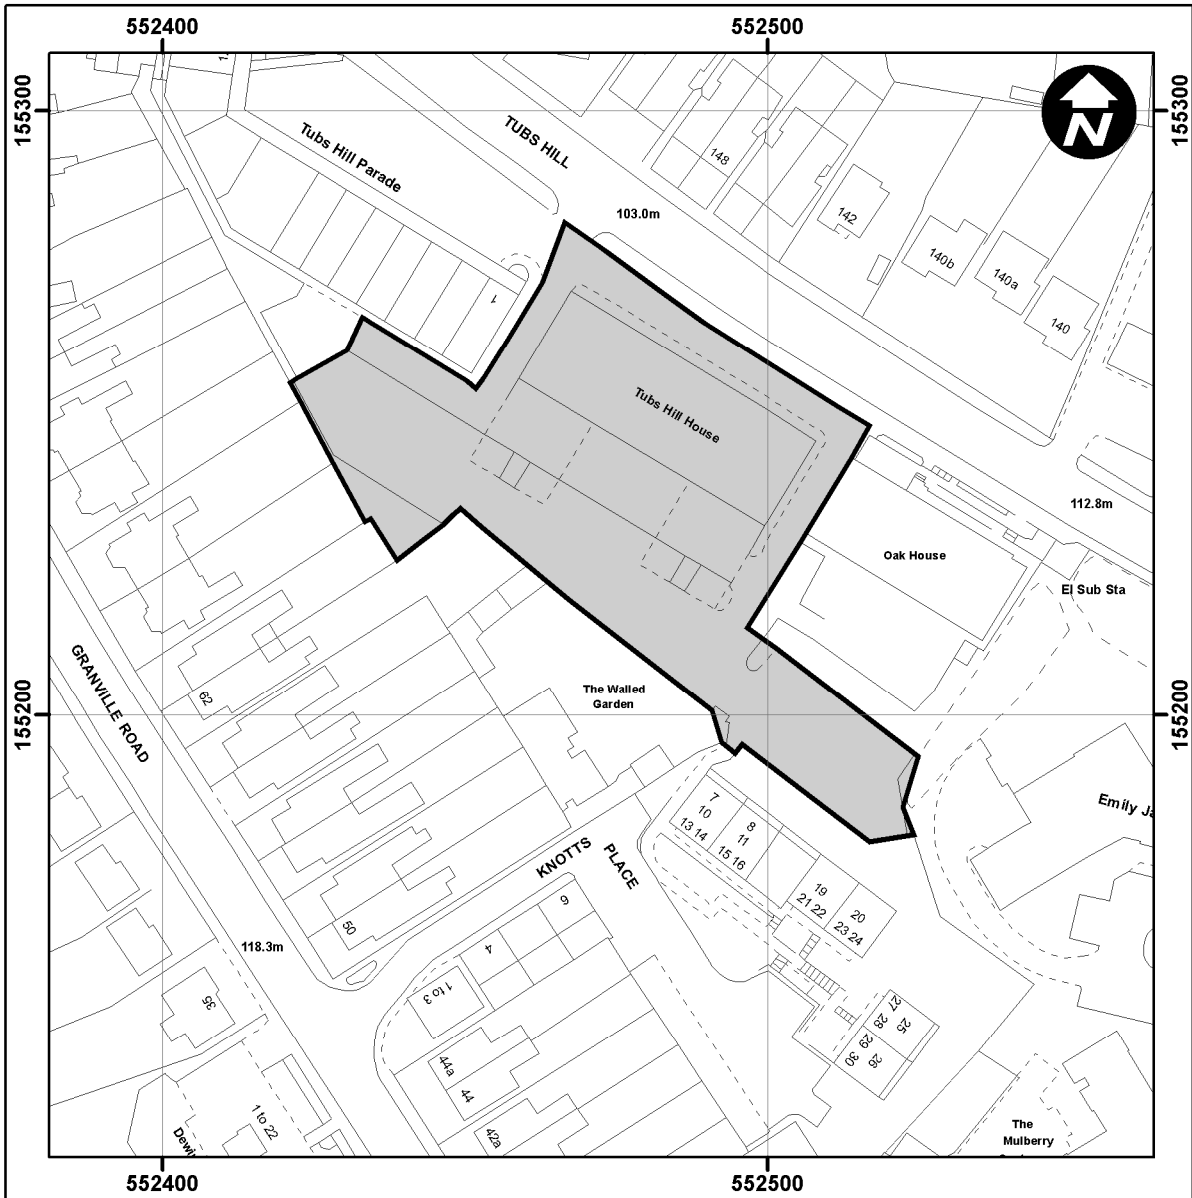 552400
552500
155300
155300
TUBS HILL
Tubs Hill Parade
N
148
103.0m
142
140b
140a
140
1
Tubs Hill House
112.8m
Oak House
El Sub Sta
GRANVILLE ROAD
62
The Walled
Garden
155200
155200
7
10
13 14
8
11
15 16
Emily Ja
KNOTTS
PLACE
19
21 22
20
23 24
50
6
4
118.3m
1 to 3
35
27
25
28
29
26
30
44a
44
42a
1 to 22
Dewi
The
Mulberry
552400
552500